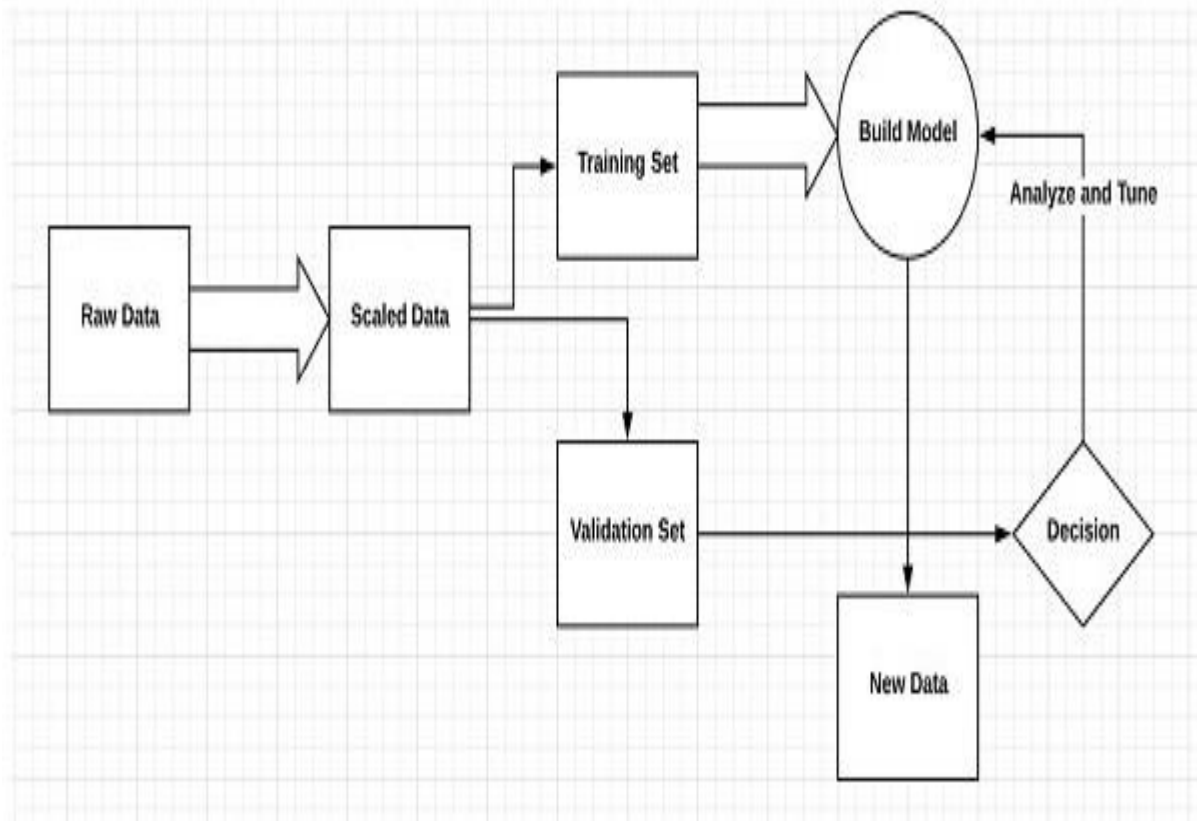 Build Model
Training Set
Analyze and Tune
Raw Data
Scaled Data
Validation Set
Decision
New Data